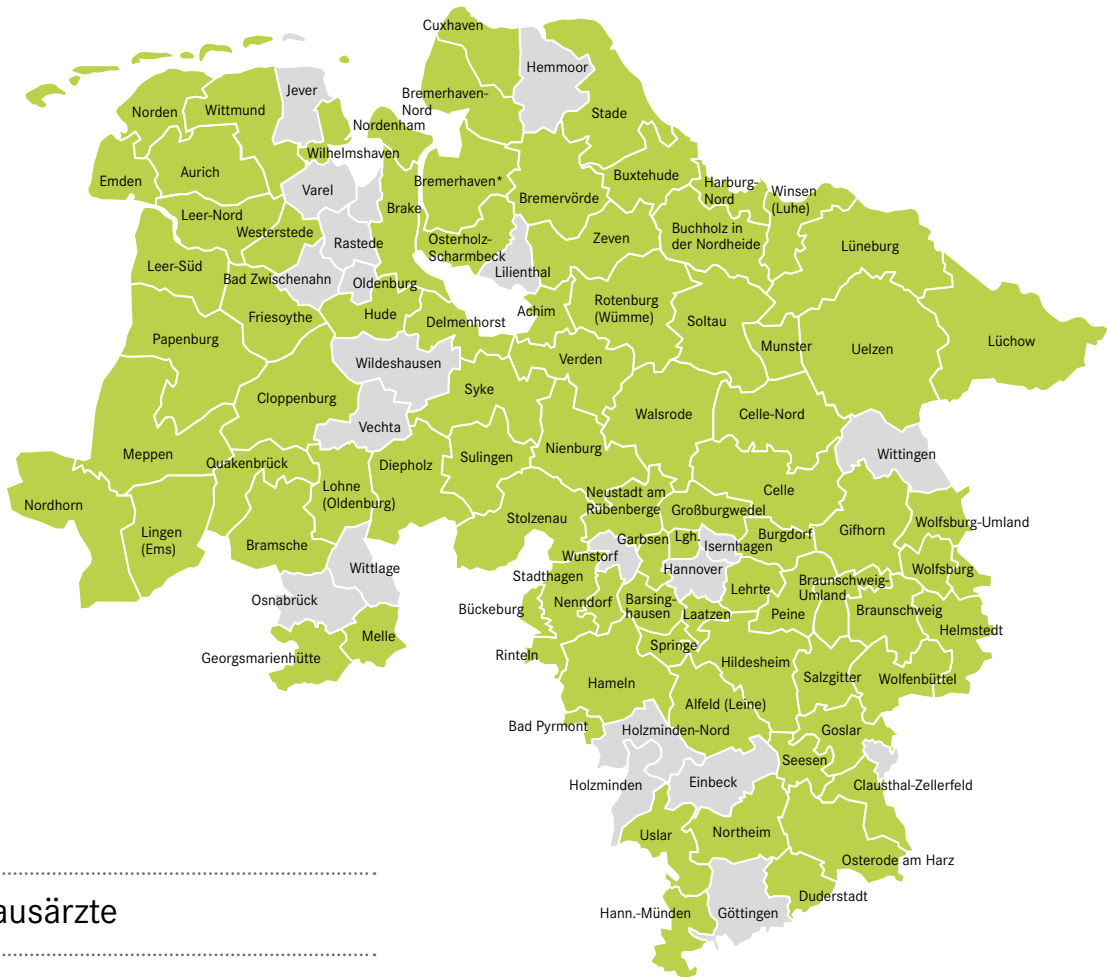 Cuxhaven
Hemmoor
Jever
Bremerhaven-
Nord
Norden
Wittmund
Stade
Nordenham
Wilhelmshaven
Aurich
Emden
Varel
Bremerhaven*
Bremervörde
Buxtehude
Harburg-
Nord
Winsen
(Luhe)
Leer-Nord
Brake
Westerstede
Rastede
Osterholz-
Scharmbeck
Zeven
Buchholz in
der Nordheide
Lüneburg
Leer-Süd
Bad Zwischenahn
Oldenburg
Lilienthal
Friesoythe
Hude
Delmenhorst
Achim
Rotenburg
(Wümme)
Soltau
Papenburg
Munster
Uelzen
Lüchow
Wildeshausen
Verden
Cloppenburg
Syke
Walsrode
Celle-Nord
Vechta
Meppen
Quakenbrück
Diepholz
Sulingen
Nienburg
Wittingen
Nordhorn
Lohne
(Oldenburg)
Celle
Neustadt am
Rübenberge
Großburgwedel
Lingen
(Ems)
Bramsche
Stolzenau
Gifhorn
Wolfsburg-Umland
Garbsen
Lgh.
Isernhagen
Burgdorf
Wunstorf
Wittlage
Hannover
Wolfsburg
Stadthagen
Lehrte
Braunschweig-
Umland
Osnabrück
Bückeburg
Nenndorf
Barsing-
hausen
Laatzen
Peine
Braunschweig
Melle
Helmstedt
Georgsmarienhütte
Rinteln
Springe
Hildesheim
Salzgitter
Wolfenbüttel
Hameln
Alfeld (Leine)
Bad Pyrmont
Holzminden-Nord
Goslar
Seesen
Holzminden
Einbeck
Clausthal-Zellerfeld
Uslar
Northeim
Osterode am Harz
Duderstadt
Hann.-Münden
Göttingen
ausärzte